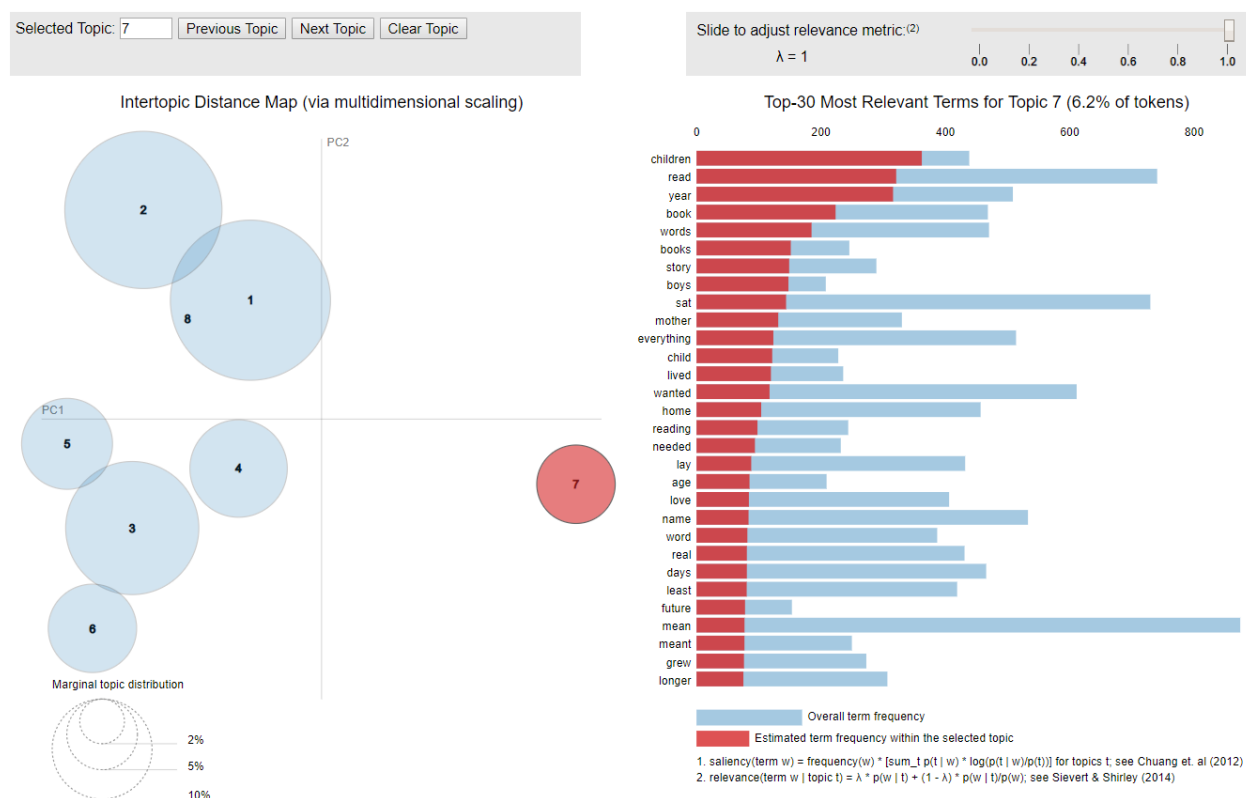 Selected Topic: 7 Previous Topic Next Topic Clear Topic
Slide to adjust relevance metric:(2)
λ = 1
0.0 0.2 0.4 0.6 0.8 1.0
Intertopic Distance Map (via multidimensional scaling)
PC2
PC1
2
1
8
5
4
7
3
6
Marginal topic distribution
2%
5%
10%
Top-30 Most Relevant Terms for Topic 7 (6.2% of tokens)
0 200 400 600 800
children
read
year
book
words
books
story
boys
sat
mother
everything
child
lived
wanted
home
reading
needed
lay
age
love
name
word
real
days
least
future
mean
meant
grew
longer
Overall term frequency
Estimated term frequency within the selected topic
1. saliency(term w) = frequency(w) * [sum_t p(t | w) * log(p(t | w)/p(t))] for topics t; see Chuang et. al (2012)
2. relevance(term w | topic t) = λ * p(w | t) + (1 - λ) * p(w | t)/p(w); see Sievert & Shirley (2014)